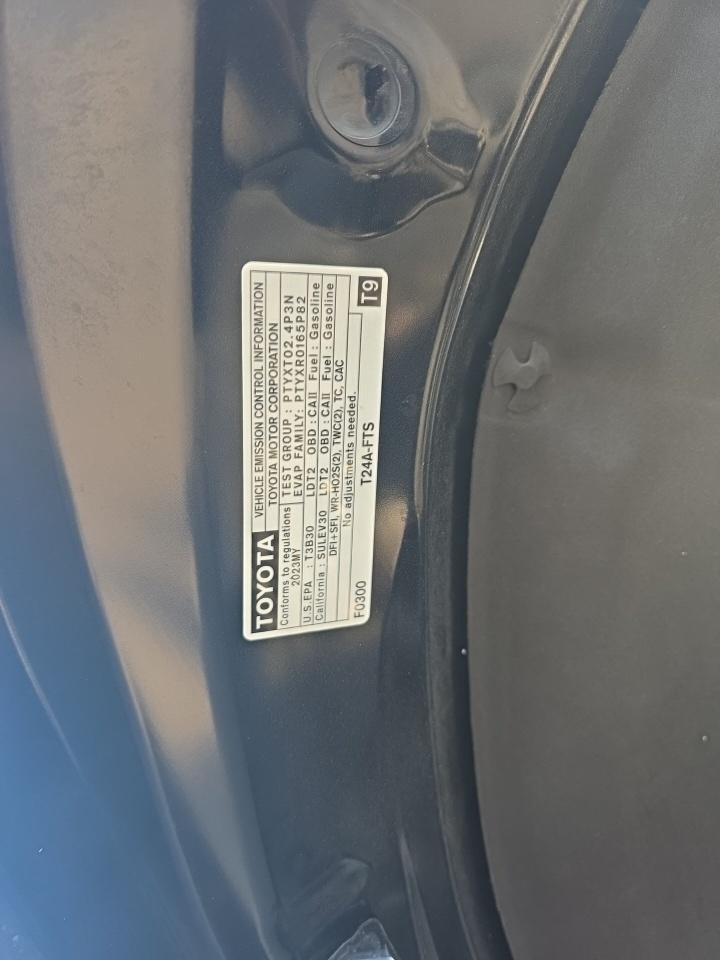 TOYOTA
VEHICLE EMISSION CONTROL INFORMATION
TOYOTA MOTOR CORPORATION
Conforms to regulations
2023MY
TEST GROUP : PTYXT02.4P3N
EVAP FAMILY: PTYXR0165P82
U.S.EPA : T3B30 LDT2 OBD : CAII Fuel : Gasoline
California : SULEV30 LDT2 OBD : CAII Fuel : Gasoline
DFI+SFI, WR-HO2S(2), TWC(2), TC, CAC
No adjustments needed.
F0300 T24A-FTS T9